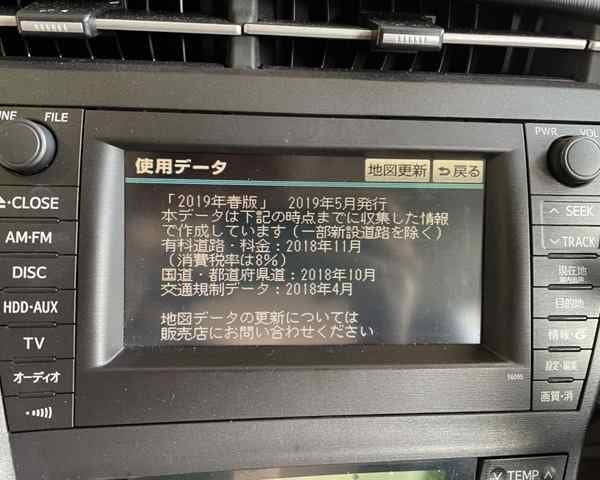 TUNE FILE
PWR VOL
使用データ 地図更新 戻る
「2019年春版」 2019年5月発行
本データは下記の時点までに収集した情報
で作成しています（一部新設道路を除く）
有料道路・料金：2018年11月
（消費税率は8%）
国道・都道府県道：2018年10月
交通規制データ：2018年4月
地図データの更新については
販売店にお問い合わせください
CLOSE
AM・FM
DISC
HDD・AUX
TV
オーディオ
SEEK
TRACK
現在地
目的地
情報・G
設定・編集
画質・消
TEMP